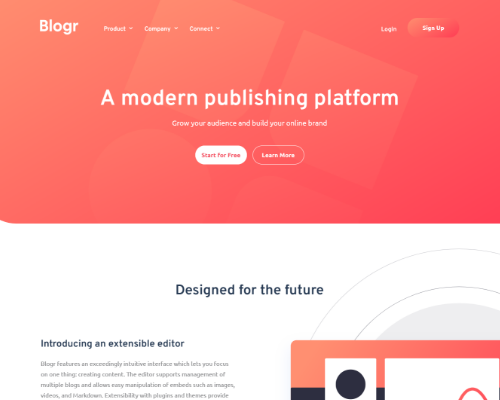 Blogr
Product
Company
Connect
Login
Sign Up
A modern publishing platform
Grow your audience and build your online brand
Start for Free
Learn More
Designed for the future
Introducing an extensible editor
Blogr features an exceedingly intuitive interface which lets you focus
on one thing: creating content. The editor supports management of
multiple blogs and allows easy manipulation of embeds such as images,
videos, and Markdown. Extensibility with plugins and themes provide